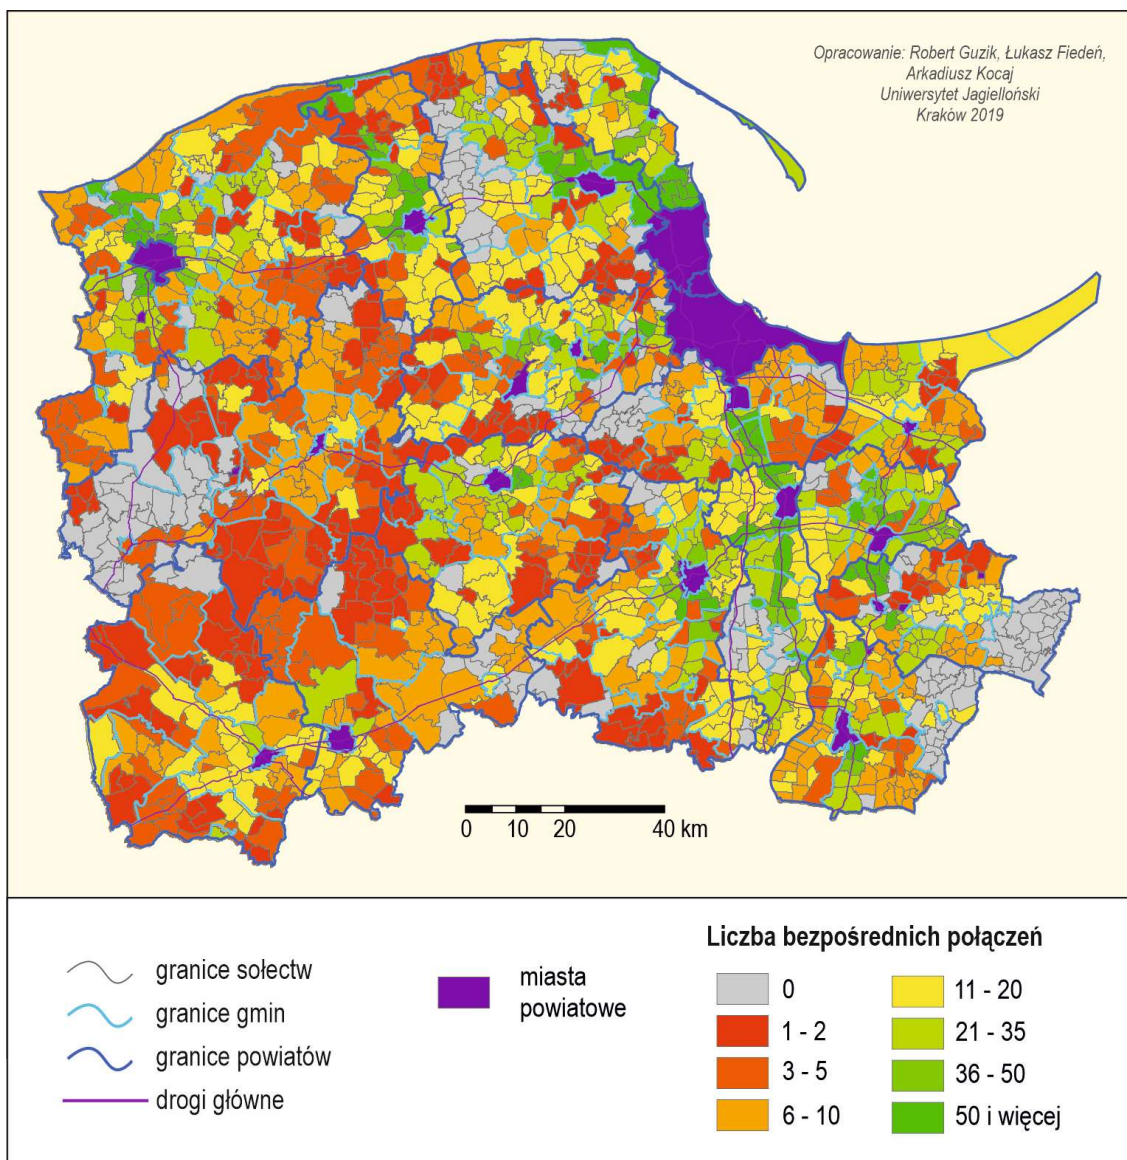 Opracowanie: Robert Guzik, Łukasz Fiedeń,
Arkadiusz Kocaj
Uniwersytet Jagielloński
Kraków 2019
0 10 20 40 km
granice sołectw
granice gmin
granice powiatów
drogi główne
miasta
powiatowe
Liczba bezpośrednich połączeń
0
1 - 2
3 - 5
6 - 10
11 - 20
21 - 35
36 - 50
50 i więcej